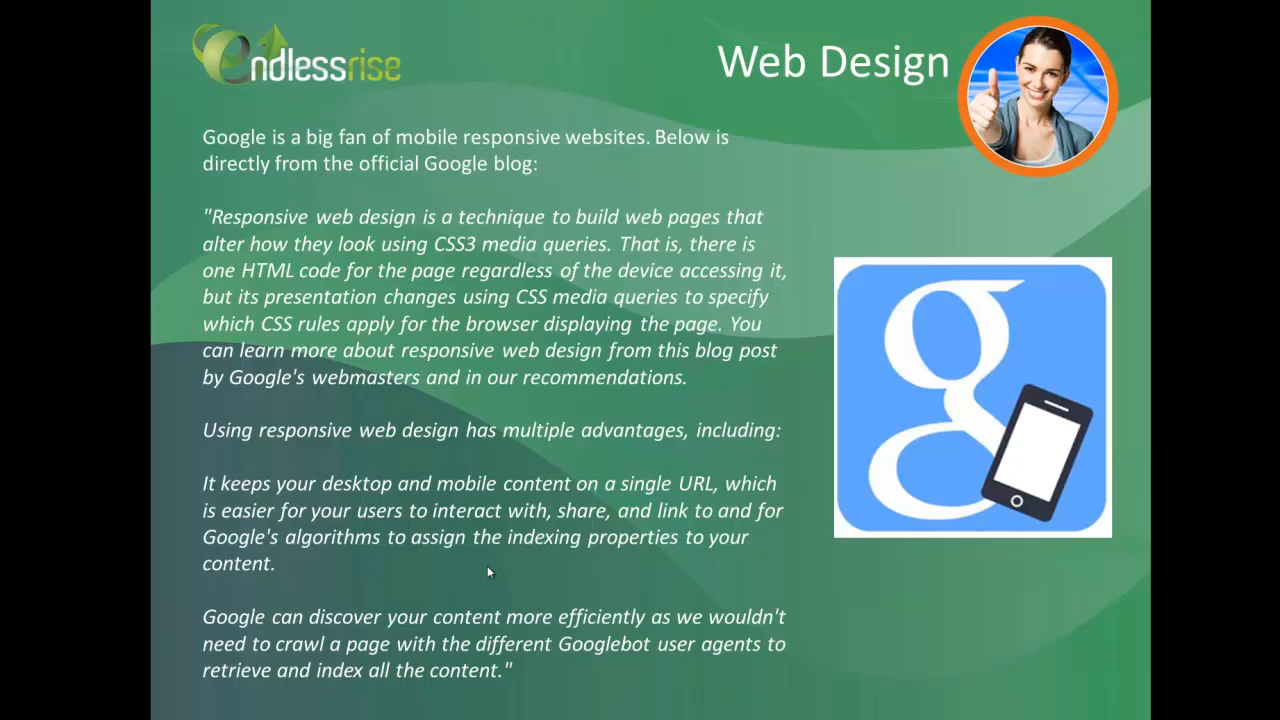 endlessrise
Web Design
Google is a big fan of mobile responsive websites. Below is
directly from the official Google blog:
"Responsive web design is a technique to build web pages that
alter how they look using CSS3 media queries. That is, there is
one HTML code for the page regardless of the device accessing it,
but its presentation changes using CSS media queries to specify
which CSS rules apply for the browser displaying the page. You
can learn more about responsive web design from this blog post
by Google's webmasters and in our recommendations.
Using responsive web design has multiple advantages, including:
It keeps your desktop and mobile content on a single URL, which
is easier for your users to interact with, share, and link to and for
Google's algorithms to assign the indexing properties to your
content.
Google can discover your content more efficiently as we wouldn't
need to crawl a page with the different Googlebot user agents to
retrieve and index all the content."
g